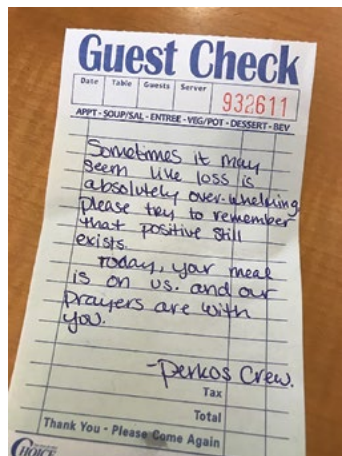 Guest Check
Date Table Guests Server
932611
APPT - SOUP/SAL - ENTREE - VEG/POT - DESSERT - BEV
Sometimes it may
seem like loss is
absolutely over-whelming
please try to remember
that positive still
exists.
Today, your meal
is on us. and our
prayers are with
you.
-Perkos Crew.
Tax
Total
Thank You - Please Come Again
CHOICE